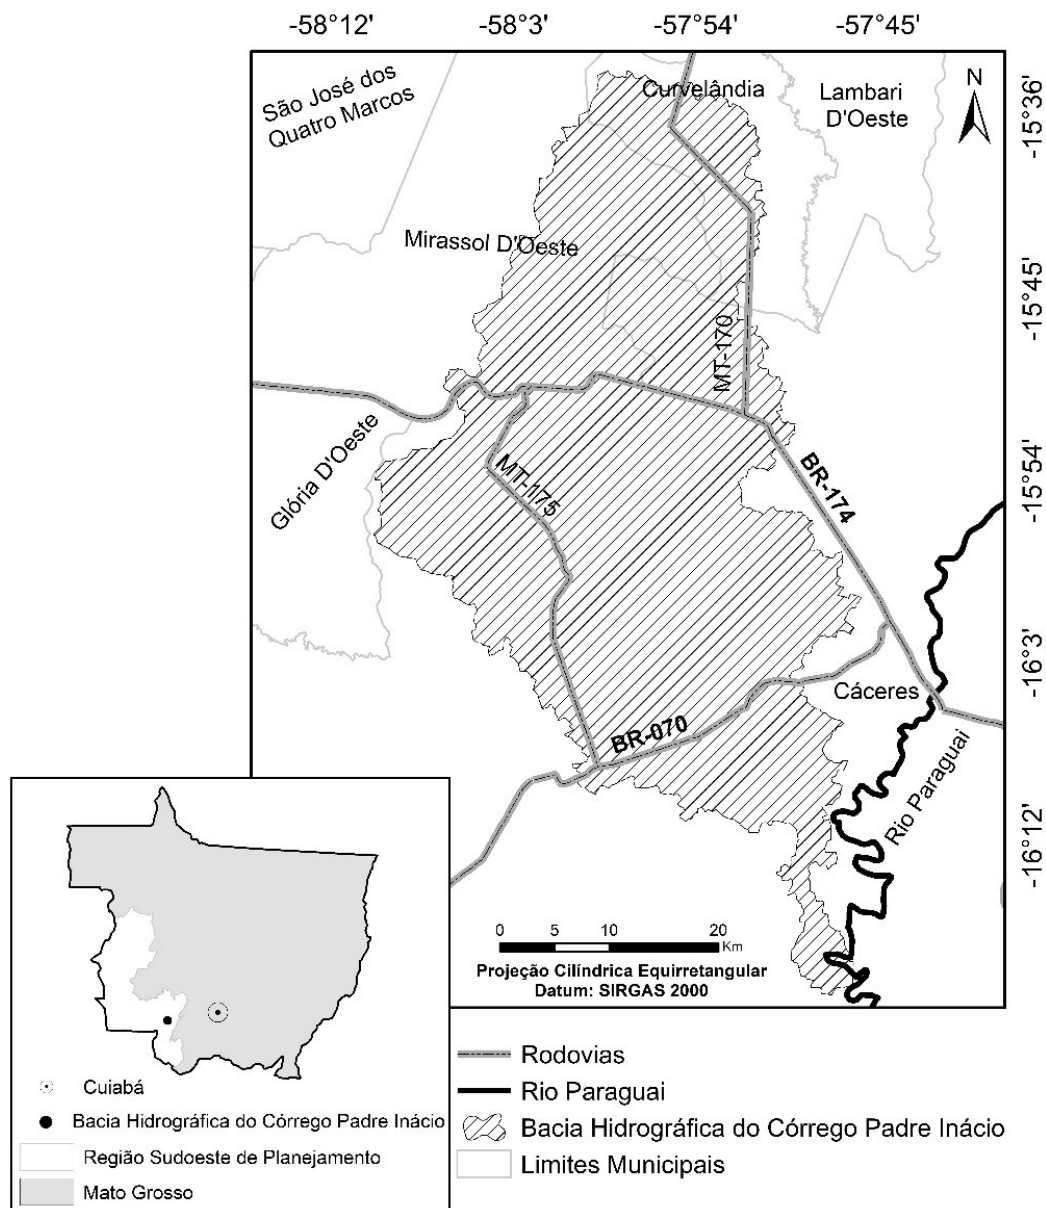 -58°12'
-58°3'
-57°54'
-57°45'
São José dos
Quatro Marcos
Curvelândia
Lambari
D'Oeste
N
-15°36'
Mirassol D'Oeste
-15°45'
MT-170
Glória D'Oeste
MT-175
BR-174
-15°54'
-16°3'
Cáceres
BR-070
Rio Paraguai
-16°12'
0 5 10 20
Km
Projeção Cilíndrica Equirretangular
Datum: SIRGAS 2000
Cuiabá
Bacia Hidrográfica do Córrego Padre Inácio
Região Sudoeste de Planejamento
Mato Grosso
Rodovias
Rio Paraguai
Bacia Hidrográfica do Córrego Padre Inácio
Limites Municipais